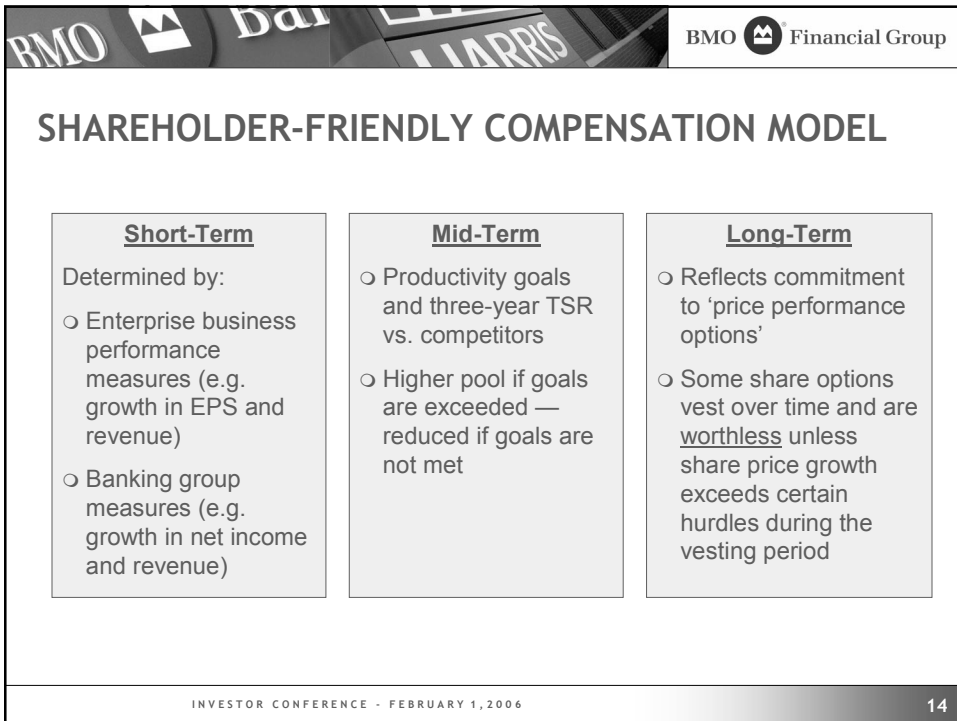 BMO
HARRIS
BMO Financial Group
SHAREHOLDER-FRIENDLY COMPENSATION MODEL
Short-Term
Determined by:
○ Enterprise business
performance
measures (e.g.
growth in EPS and
revenue)
○ Banking group
measures (e.g.
growth in net income
and revenue)
Mid-Term
○ Productivity goals
and three-year TSR
vs. competitors
○ Higher pool if goals
are exceeded —
reduced if goals are
not met
Long-Term
○ Reflects commitment
to ‘price performance
options’
○ Some share options
vest over time and are
worthless unless
share price growth
exceeds certain
hurdles during the
vesting period
INVESTOR CONFERENCE - FEBRUARY 1, 2006
14